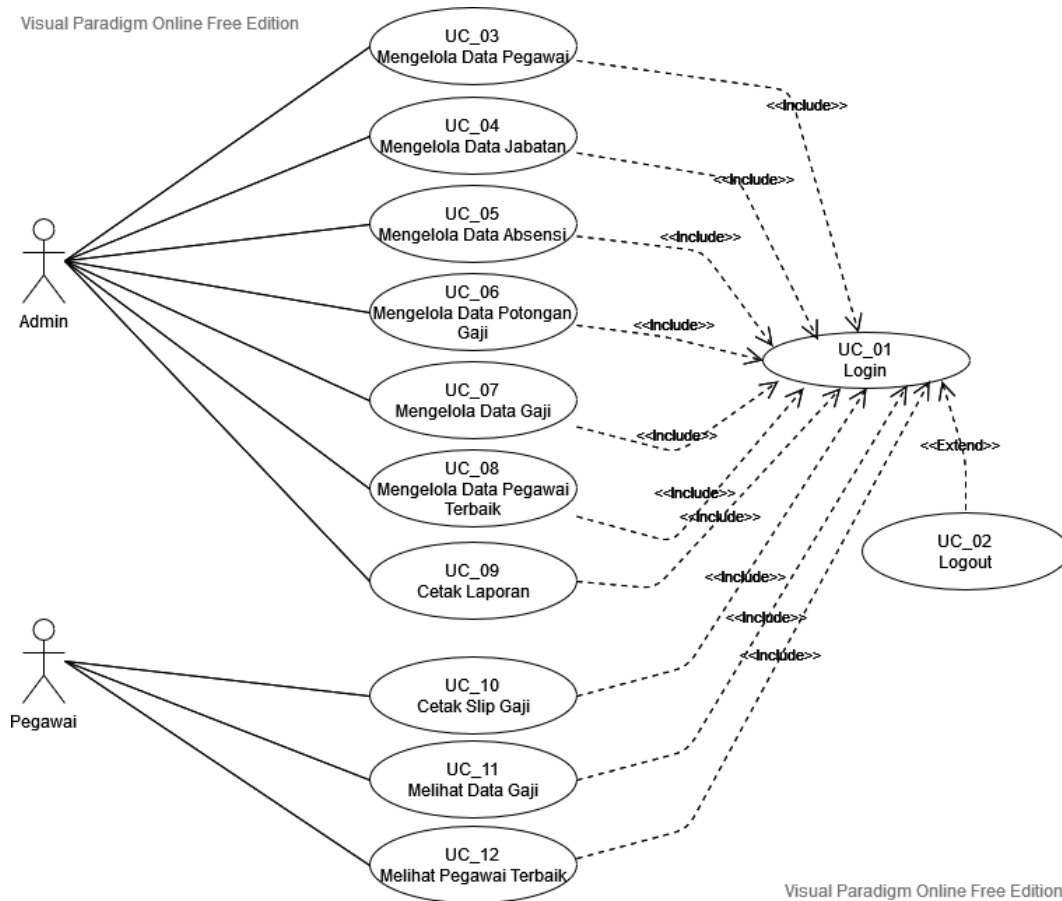 Visual Paradigm Online Free Edition
UC_03
Mengelola Data Pegawai
<<Include>>
UC_04
Mengelola Data Jabatan
<<Include>>
UC_05
Mengelola Data Absensi
<<Include>>
Admin
UC_06
Mengelola Data Potongan
Gaji
<<Include>>
UC_01
Login
UC_07
Mengelola Data Gaji
<<Include>>
<<Extend>>
UC_08
Mengelola Data Pegawai
Terbaik
<<Include>>
<<Include>>
UC_02
Logout
UC_09
Cetak Laporan
<<Include>>
<<Include>>
<<Include>>
Pegawai
UC_10
Cetak Slip Gaji
UC_11
Melihat Data Gaji
UC_12
Melihat Pegawai Terbaik
Visual Paradigm Online Free Edition